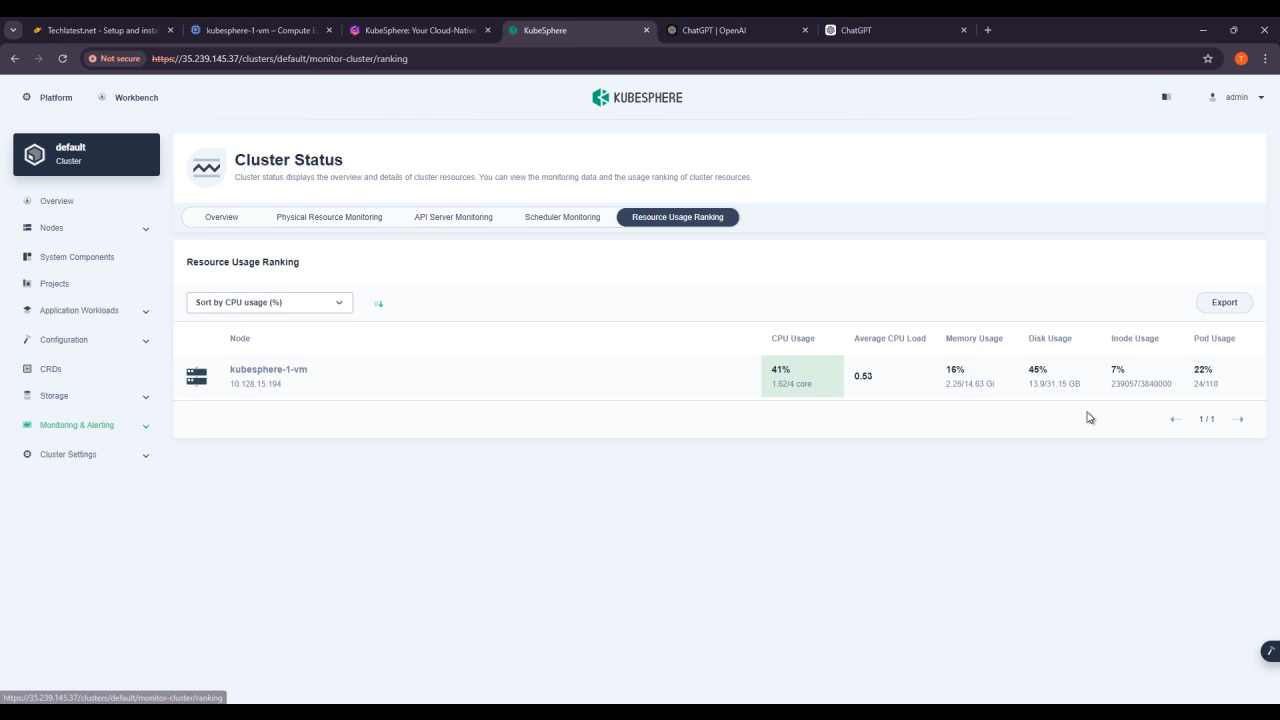 Techlatest.net - Setup and insta
kubesphere-1-vm – Compute E
KubeSphere: Your Cloud-Native
KubeSphere
ChatGPT | OpenAI
ChatGPT
Not secure
https://35.239.145.37/clusters/default/monitor-cluster/ranking
T
Platform
Workbench
KUBESPHERE
admin
default
Cluster
Overview
Nodes
System Components
Projects
Application Workloads
Configuration
CRDs
Storage
Monitoring & Alerting
Cluster Settings
Cluster Status
Cluster status displays the overview and details of cluster resources. You can view the monitoring data and the usage ranking of cluster resources.
Overview Physical Resource Monitoring API Server Monitoring Scheduler Monitoring Resource Usage Ranking
Resource Usage Ranking
Sort by CPU usage (%)
Export
Node CPU Usage Average CPU Load Memory Usage Disk Usage Inode Usage Pod Usage
kubesphere-1-vm 41% 0.53 16% 45% 7% 22%
10.128.15.194 1.62/4 core 2.26/14.63 Gi 13.9/31.15 GB 239057/3840000 24/110
1 / 1
https://35.239.145.37/clusters/default/monitor-cluster/ranking